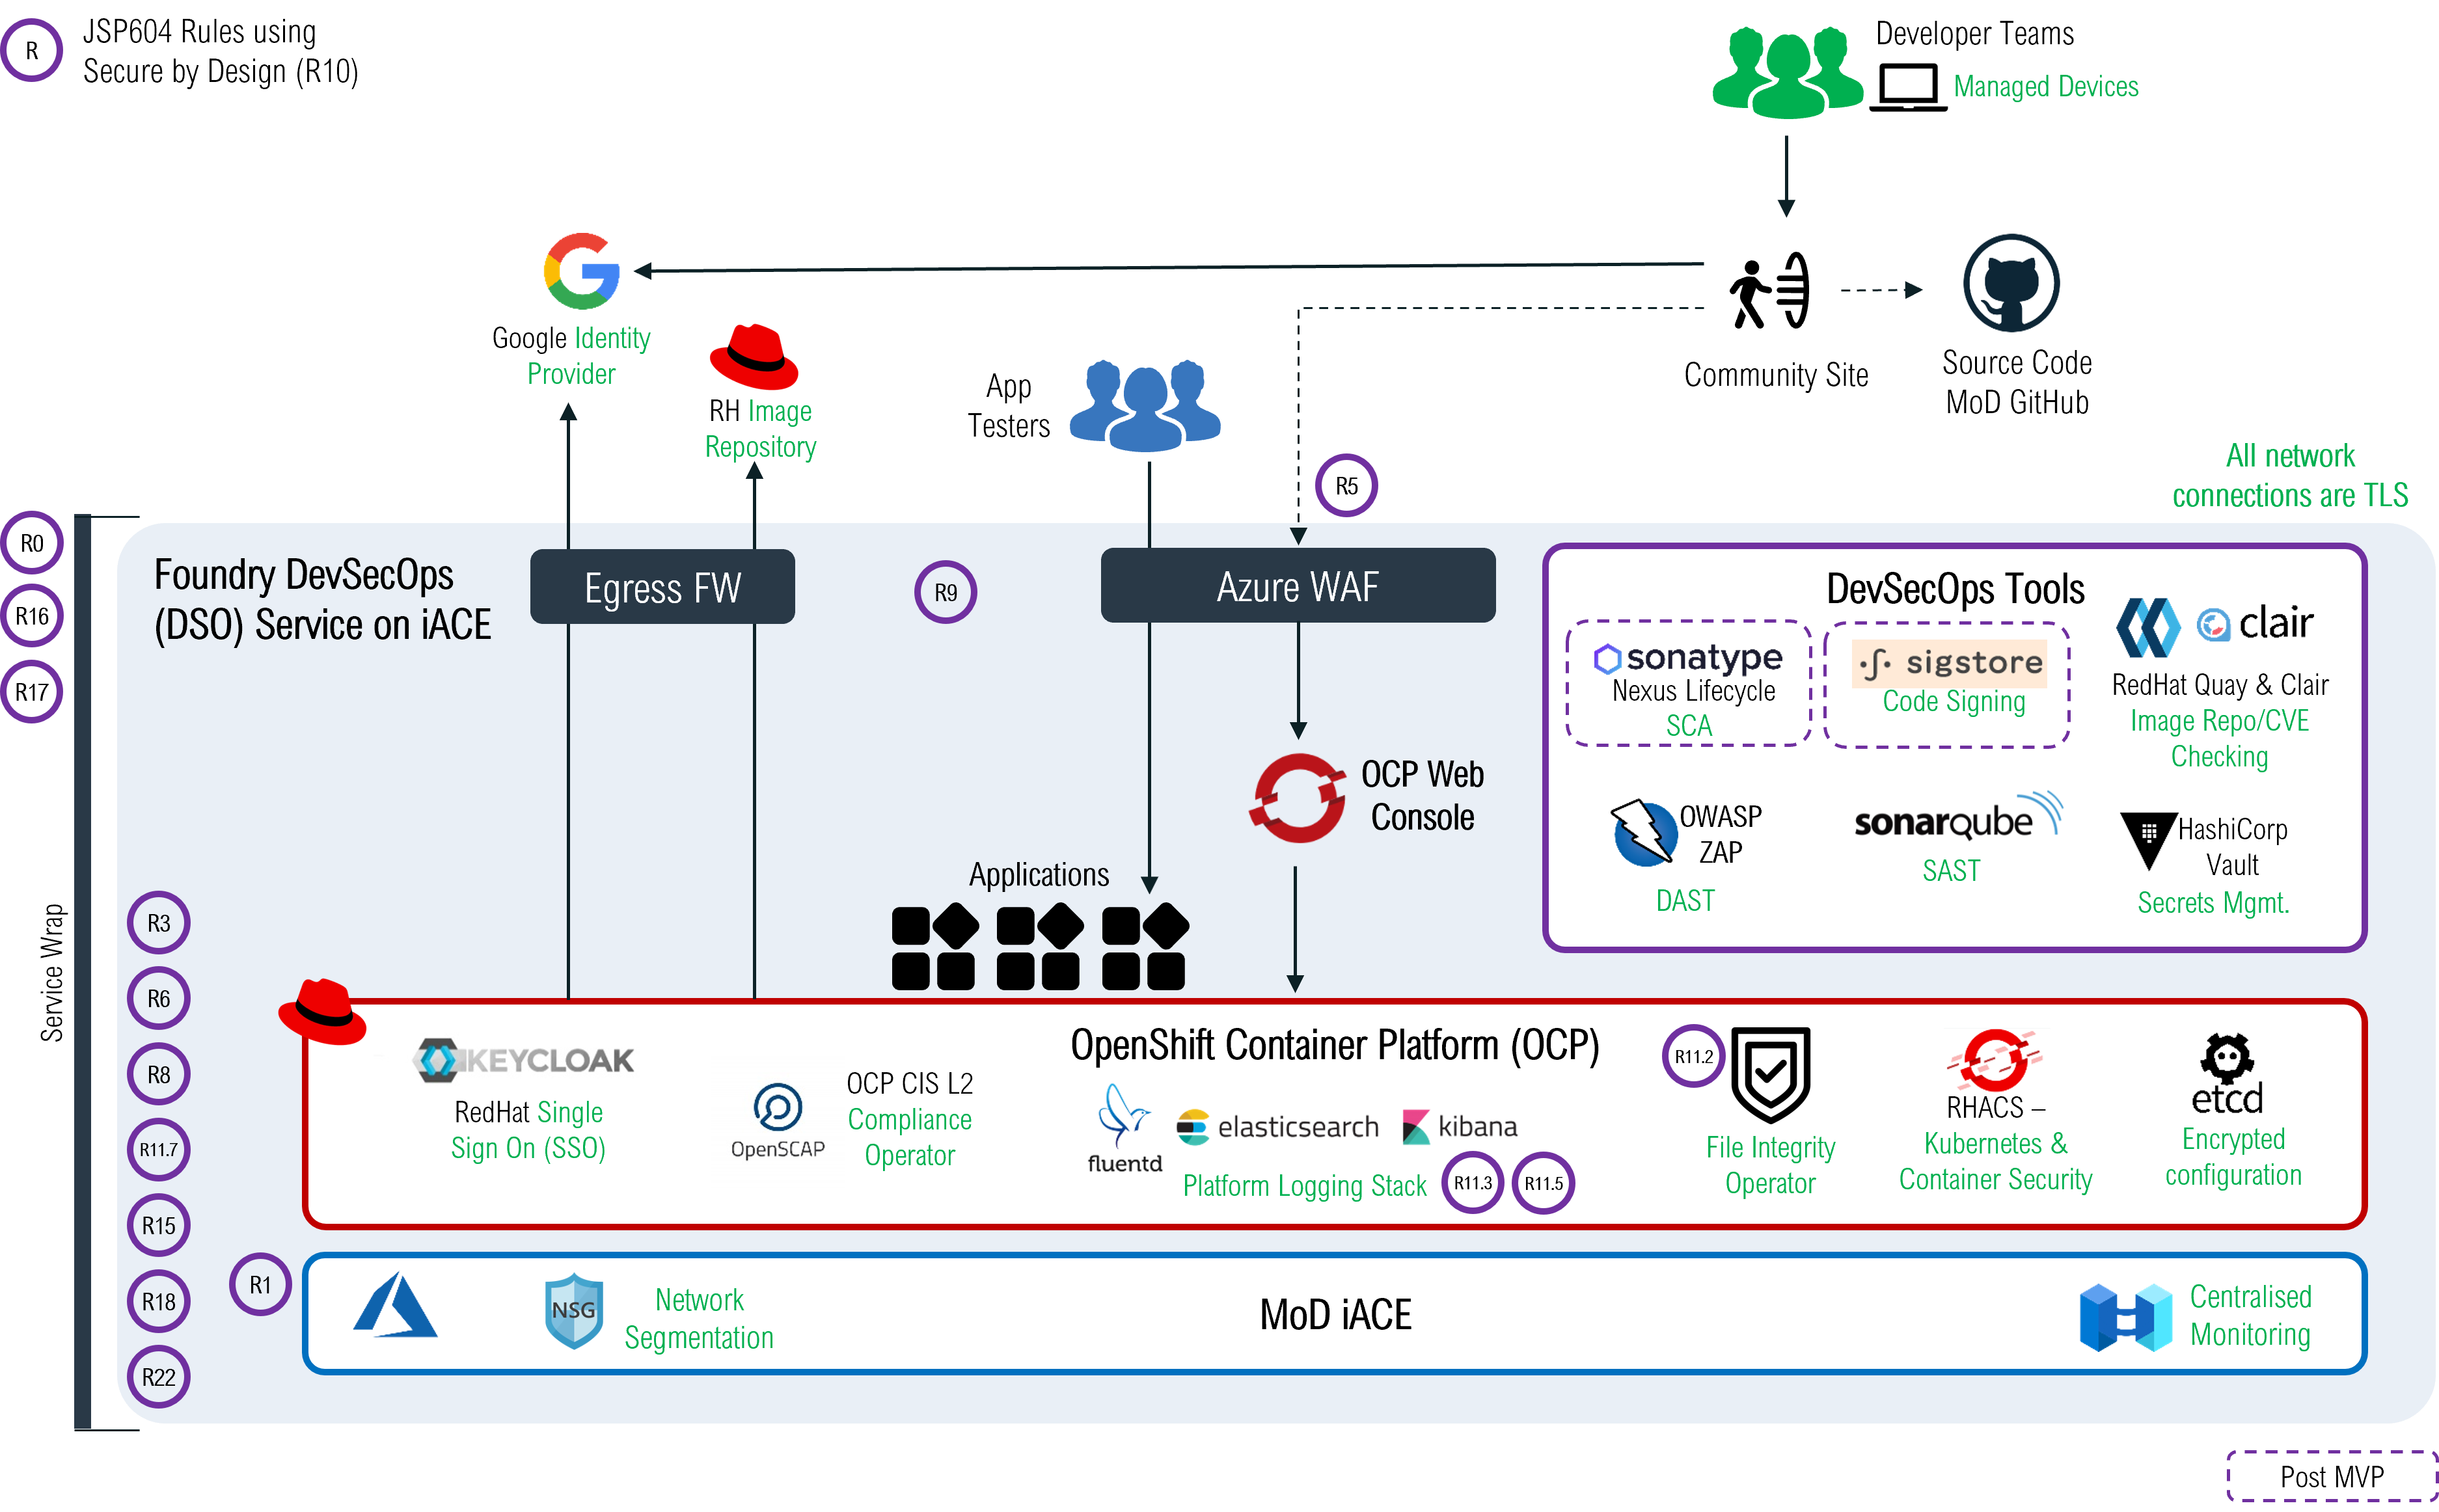 R
JSP604 Rules using
Secure by Design (R10)
Developer Teams
Managed Devices
Google Identity
Provider
RH Image
Repository
App
Testers
Community Site
Source Code
MoD GitHub
All network
connections are TLS
R5
R0
R16
R17
Service Wrap
Foundry DevSecOps
(DSO) Service on iACE
Egress FW
R9
Azure WAF
DevSecOps Tools
sonatype
Nexus Lifecycle
SCA
sigstore
Code Signing
clair
RedHat Quay & Clair
Image Repo/CVE
Checking
OWASP
ZAP
DAST
sonarqube
SAST
HashiCorp
Vault
Secrets Mgmt.
OCP Web
Console
Applications
R3
R6
R8
R11.7
R15
R18
R22
R1
OpenShift Container Platform (OCP)
KEYCLOAK
RedHat Single
Sign On (SSO)
OpenSCAP
OCP CIS L2
Compliance
Operator
fluentd
elasticsearch
kibana
Platform Logging Stack
R11.3
R11.5
R11.2
File Integrity
Operator
RHACS –
Kubernetes &
Container Security
etcd
Encrypted
configuration
NSG
Network
Segmentation
MoD iACE
Centralised
Monitoring
Post MVP